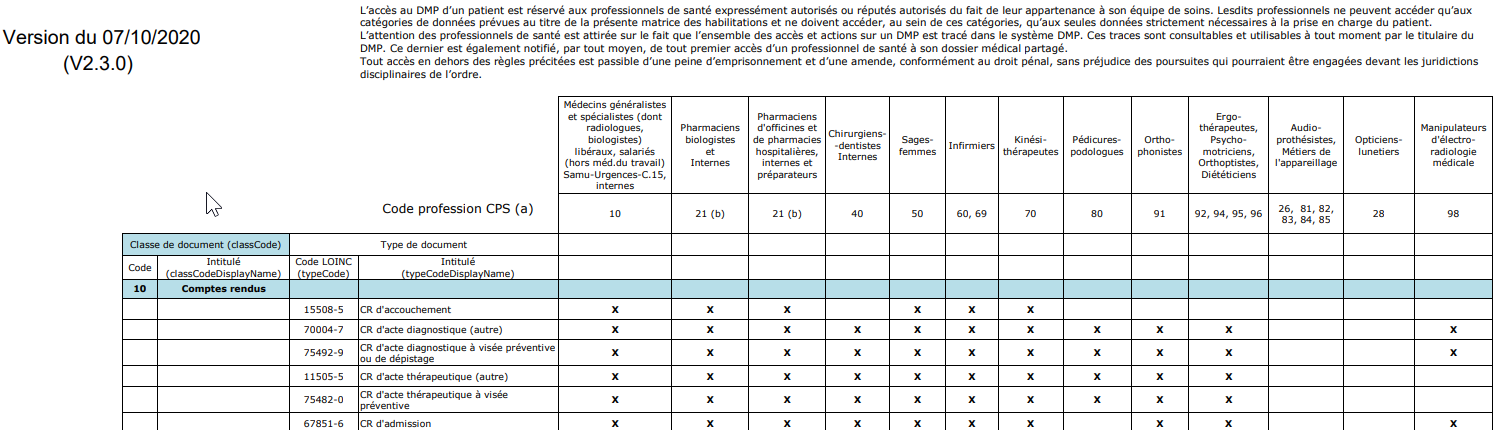 L'accès au DMP d'un patient est réservé aux professionnels de santé expressément autorisés ou réputés autorisés du fait de leur appartenance à son équipe de soins. Lesdits professionnels ne peuvent accéder qu'aux
catégories de données prévues au titre de la présente matrice des habilitations et ne doivent accéder, au sein de ces catégories, qu'aux seules données strictement nécessaires à la prise en charge du patient.
L'attention des professionnels de santé est attirée sur le fait que l'ensemble des accès et actions sur un DMP est tracé dans le système DMP. Ces traces sont consultables et utilisables à tout moment par le titulaire du
DMP. Ce dernier est également notifié, par tout moyen, de tout premier accès d'un professionnel de santé à son dossier médical partagé.
Tout accès en dehors des règles précitées est passible d'une peine d'emprisonnement et d'une amende, conformément au droit pénal, sans préjudice des poursuites qui pourraient être engagées devant les juridictions
disciplinaires de l'ordre.
Version du 07/10/2020
(V2.3.0)
Médecins généralistes
et spécialistes (dont
radiologues,
biologistes)
libéraux, salariés
(hors méd.du travail)
Samu-Urgences-C.15,
internes
Pharmaciens
biologistes
et
Internes
Pharmaciens
d'officines et
de pharmacies
hospitalières,
internes et
préparateurs
Chirurgiens-
-dentistes
Internes
Sages-
femmes
Infirmiers
Kinési-
thérapeutes
Pédicures-
podologues
Ortho-
phonistes
Ergo-
thérapeutes,
Psycho-
motriciens,
Orthoptistes,
Diététiciens
Audio-
prothésistes,
Métiers de
l'appareillage
Opticiens-
lunetiers
Manipulateurs
d'électro-
radiologie
médicale
Code profession CPS (a) 10 21 (b) 21 (b) 40 50 60, 69 70 80 91 92, 94, 95, 96 26, 81, 82,
83, 84, 85 28 98
Classe de document (classCode) Type de document
Code Intitulé
(classCodeDisplayName) Code LOINC
(typeCode) Intitulé
(typeCodeDisplayName)
10 Comptes rendus
15508-5 CR d'accouchement x x x x x x
70004-7 CR d'acte diagnostique (autre) x x x x x x x x x x x
75492-9 CR d'acte diagnostique à visée préventive
ou de dépistage x x x x x x x x x x x
11505-5 CR d'acte thérapeutique (autre) x x x x x x x x x x
75482-0 CR d'acte thérapeutique à visée
préventive x x x x x x x x x x
67851-6 CR d'admission x x x x x x x x x x